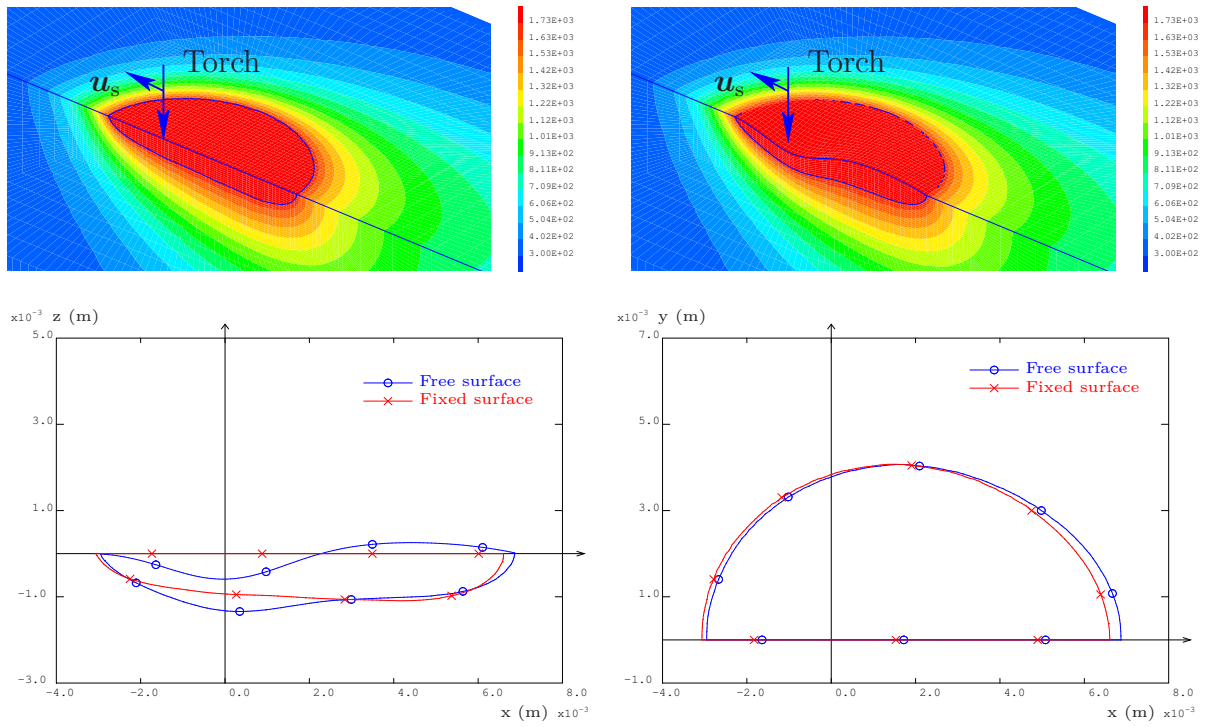 Torch
u_s
1.73E+03
1.63E+03
1.53E+03
1.42E+03
1.32E+03
1.22E+03
1.12E+03
1.01E+03
9.13E+02
8.11E+02
7.09E+02
6.06E+02
5.04E+02
4.02E+02
3.00E+02
Torch
u_s
1.73E+03
1.63E+03
1.53E+03
1.42E+03
1.32E+03
1.22E+03
1.12E+03
1.01E+03
9.13E+02
8.11E+02
7.09E+02
6.06E+02
5.04E+02
4.02E+02
3.00E+02
x10⁻³ z (m)
5.0
3.0
1.0
-1.0
-3.0
Free surface
Fixed surface
-4.0 -2.0 0.0 2.0 4.0 6.0 8.0
x (m) x10⁻³
x10⁻³ y (m)
7.0
5.0
3.0
1.0
-1.0
Free surface
Fixed surface
-4.0 -2.0 0.0 2.0 4.0 6.0 8.0
x (m) x10⁻³